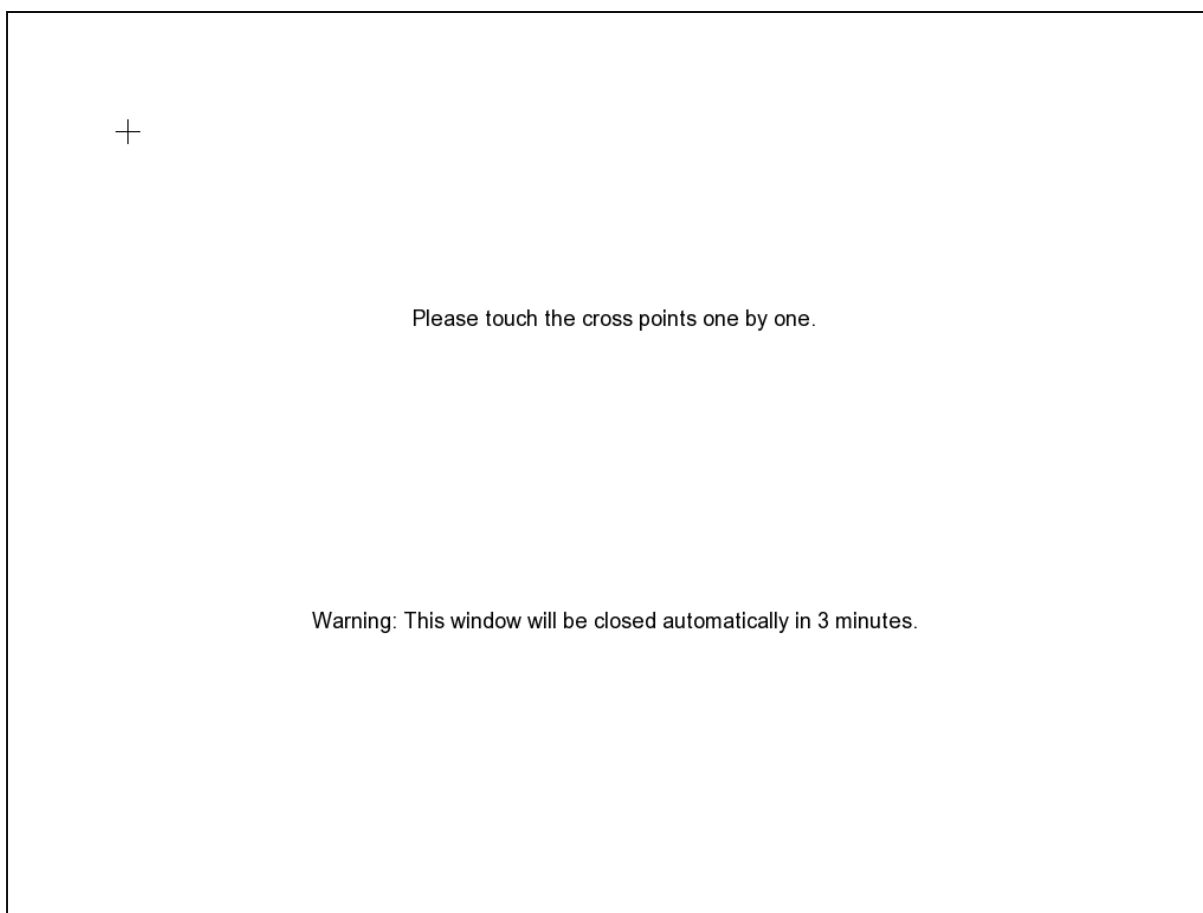 Please touch the cross points one by one.
Warning: This window will be closed automatically in 3 minutes.